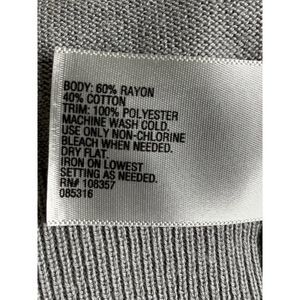 BODY: 60% RAYON
40% COTTON
TRIM: 100% POLYESTER
MACHINE WASH COLD.
USE ONLY NON-CHLORINE
BLEACH WHEN NEEDED.
DRY FLAT.
IRON ON LOWEST
SETTING AS NEEDED.
RN# 108357
085316